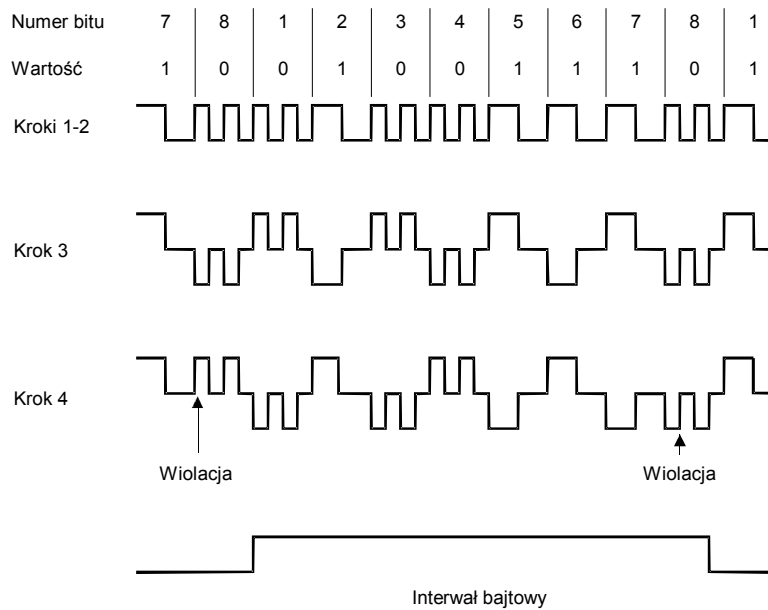 Numer bitu 7 8 1 2 3 4 5 6 7 8 1
Wartość 1 0 0 1 0 0 1 1 1 0 1
Kroki 1-2
Krok 3
Krok 4
Wiolacja Wiolacja
Interwał bajtowy